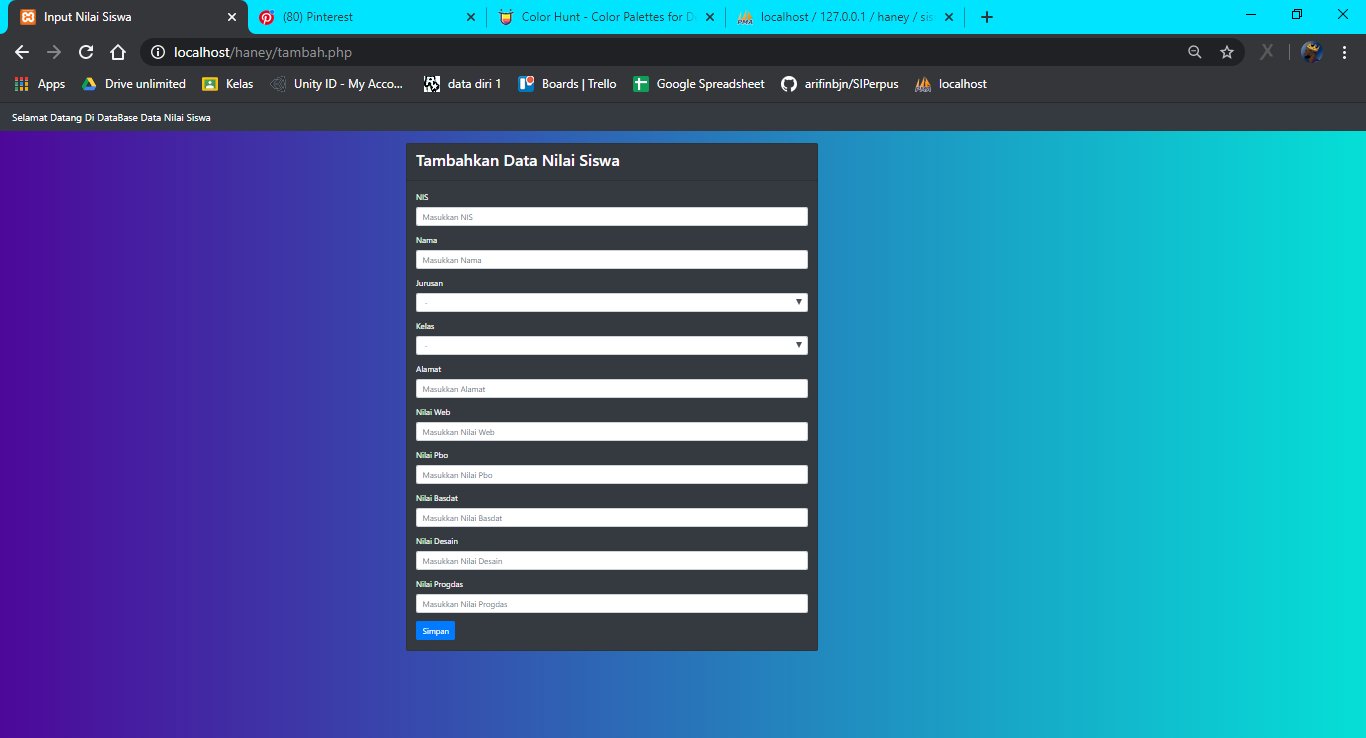 Input Nilai Siswa
(80) Pinterest
Color Hunt - Color Palettes for D
localhost / 127.0.0.1 / haney / sis
localhost/haney/tambah.php
Apps
Drive unlimited
Kelas
Unity ID - My Acco...
data diri 1
Boards | Trello
Google Spreadsheet
arifinbjn/SIPerpus
localhost
Selamat Datang Di DataBase Data Nilai Siswa
Tambahkan Data Nilai Siswa
NIS
Masukkan NIS
Nama
Masukkan Nama
Jurusan
-
Kelas
-
Alamat
Masukkan Alamat
Nilai Web
Masukkan Nilai Web
Nilai Pbo
Masukkan Nilai Pbo
Nilai Basdat
Masukkan Nilai Basdat
Nilai Desain
Masukkan Nilai Desain
Nilai Progdas
Masukkan Nilai Progdas
Simpan